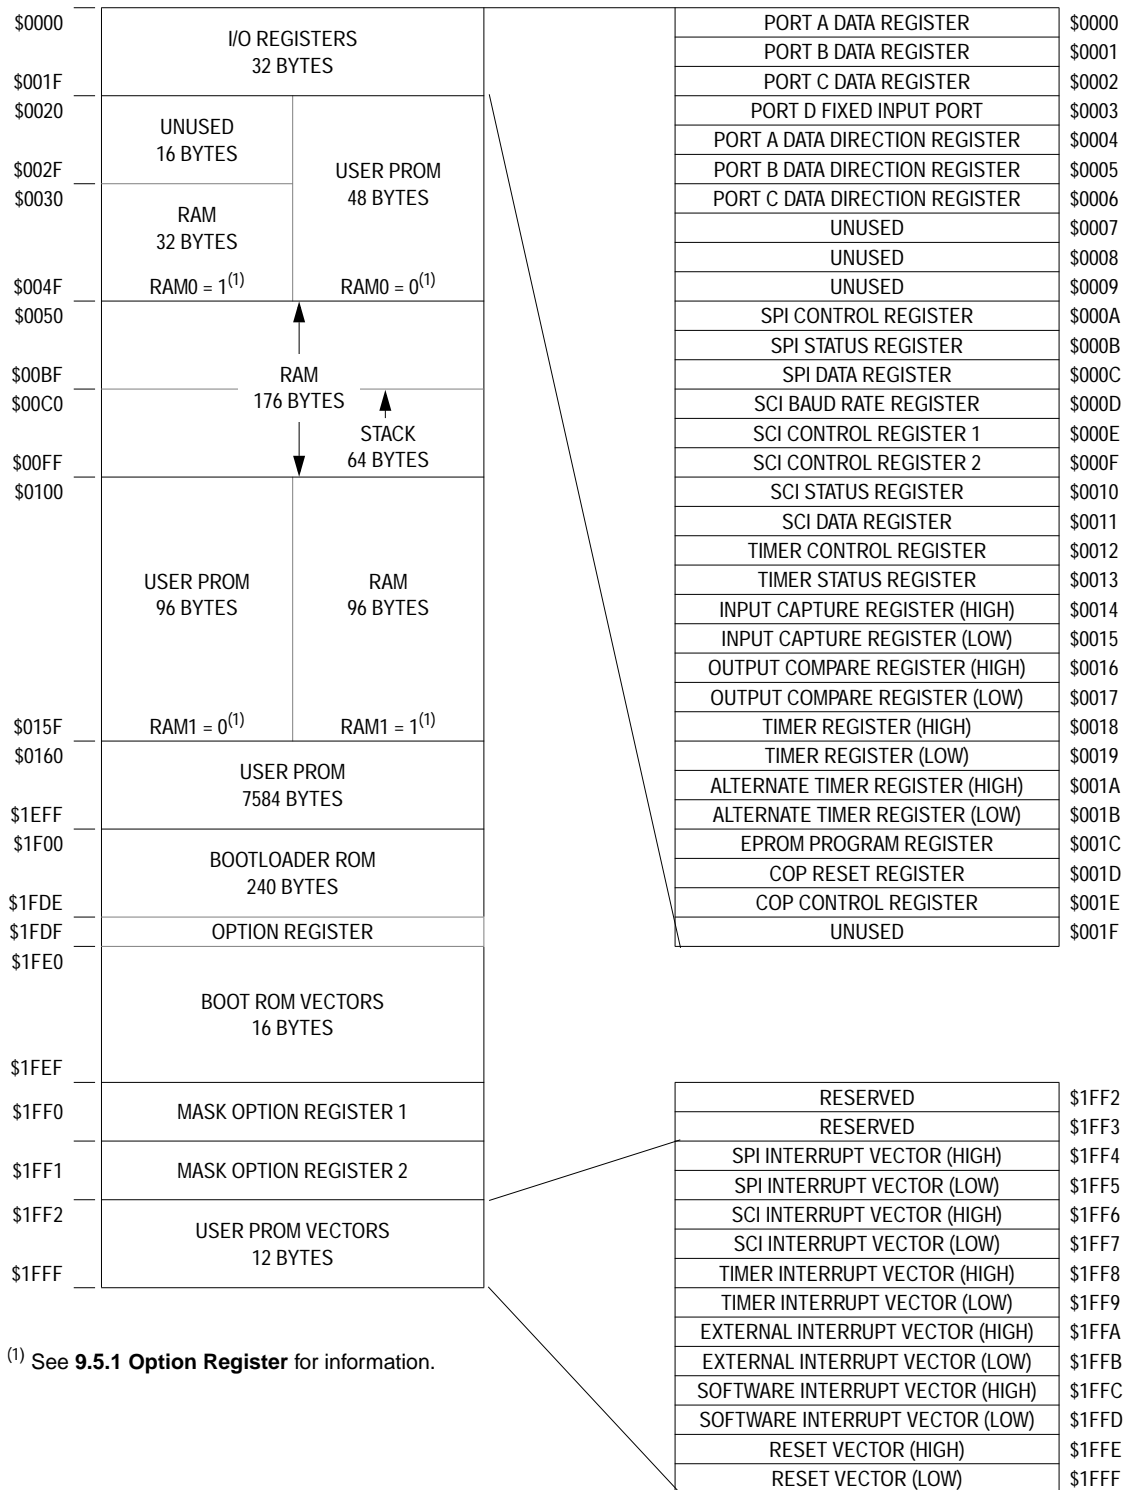 $0000
I/O REGISTERS
32 BYTES
$001F
$0020
UNUSED
16 BYTES
$002F
USER PROM
48 BYTES
$0030
RAM
32 BYTES
$004F
RAM0 = 1(1)
RAM0 = 0(1)
$0050
$00BF
RAM
176 BYTES
$00C0
STACK
64 BYTES
$00FF
$0100
USER PROM
96 BYTES
RAM
96 BYTES
$015F
RAM1 = 0(1)
RAM1 = 1(1)
$0160
USER PROM
7584 BYTES
$1EFF
$1F00
BOOTLOADER ROM
240 BYTES
$1FDE
$1FDF
OPTION REGISTER
$1FE0
BOOT ROM VECTORS
16 BYTES
$1FEF
$1FF0
MASK OPTION REGISTER 1
$1FF1
MASK OPTION REGISTER 2
$1FF2
USER PROM VECTORS
12 BYTES
$1FFF
(1) See 9.5.1 Option Register for information.
PORT A DATA REGISTER $0000
PORT B DATA REGISTER $0001
PORT C DATA REGISTER $0002
PORT D FIXED INPUT PORT $0003
PORT A DATA DIRECTION REGISTER $0004
PORT B DATA DIRECTION REGISTER $0005
PORT C DATA DIRECTION REGISTER $0006
UNUSED $0007
UNUSED $0008
UNUSED $0009
SPI CONTROL REGISTER $000A
SPI STATUS REGISTER $000B
SPI DATA REGISTER $000C
SCI BAUD RATE REGISTER $000D
SCI CONTROL REGISTER 1 $000E
SCI CONTROL REGISTER 2 $000F
SCI STATUS REGISTER $0010
SCI DATA REGISTER $0011
TIMER CONTROL REGISTER $0012
TIMER STATUS REGISTER $0013
INPUT CAPTURE REGISTER (HIGH) $0014
INPUT CAPTURE REGISTER (LOW) $0015
OUTPUT COMPARE REGISTER (HIGH) $0016
OUTPUT COMPARE REGISTER (LOW) $0017
TIMER REGISTER (HIGH) $0018
TIMER REGISTER (LOW) $0019
ALTERNATE TIMER REGISTER (HIGH) $001A
ALTERNATE TIMER REGISTER (LOW) $001B
EPROM PROGRAM REGISTER $001C
COP RESET REGISTER $001D
COP CONTROL REGISTER $001E
UNUSED $001F
RESERVED $1FF2
RESERVED $1FF3
SPI INTERRUPT VECTOR (HIGH) $1FF4
SPI INTERRUPT VECTOR (LOW) $1FF5
SCI INTERRUPT VECTOR (HIGH) $1FF6
SCI INTERRUPT VECTOR (LOW) $1FF7
TIMER INTERRUPT VECTOR (HIGH) $1FF8
TIMER INTERRUPT VECTOR (LOW) $1FF9
EXTERNAL INTERRUPT VECTOR (HIGH) $1FFA
EXTERNAL INTERRUPT VECTOR (LOW) $1FFB
SOFTWARE INTERRUPT VECTOR (HIGH) $1FFC
SOFTWARE INTERRUPT VECTOR (LOW) $1FFD
RESET VECTOR (HIGH) $1FFE
RESET VECTOR (LOW) $1FFF